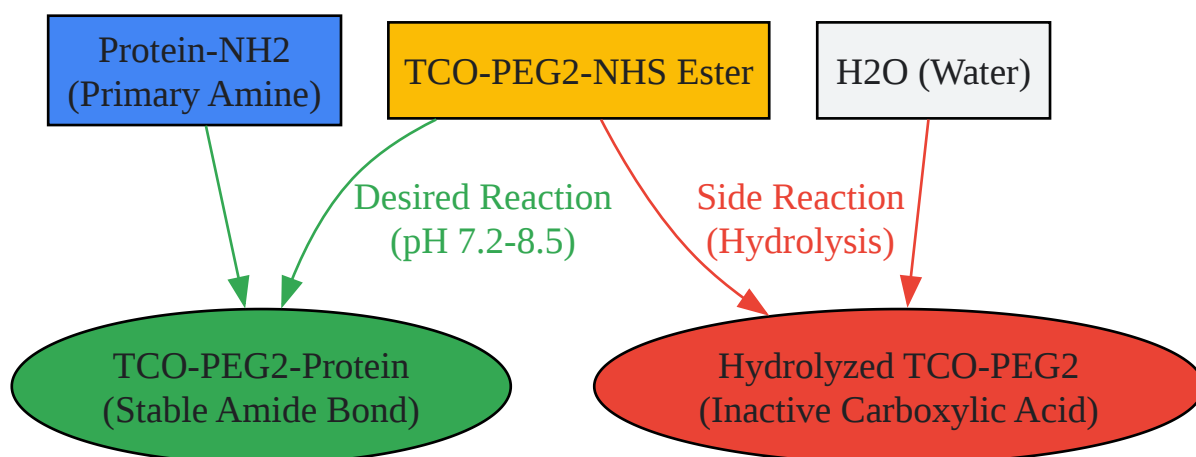 Protein-NH2
(Primary Amine)
TCO-PEG2-NHS Ester
H2O (Water)
Desired Reaction
(pH 7.2-8.5)
Side Reaction
(Hydrolysis)
TCO-PEG2-Protein
(Stable Amide Bond)
Hydrolyzed TCO-PEG2
(Inactive Carboxylic Acid)